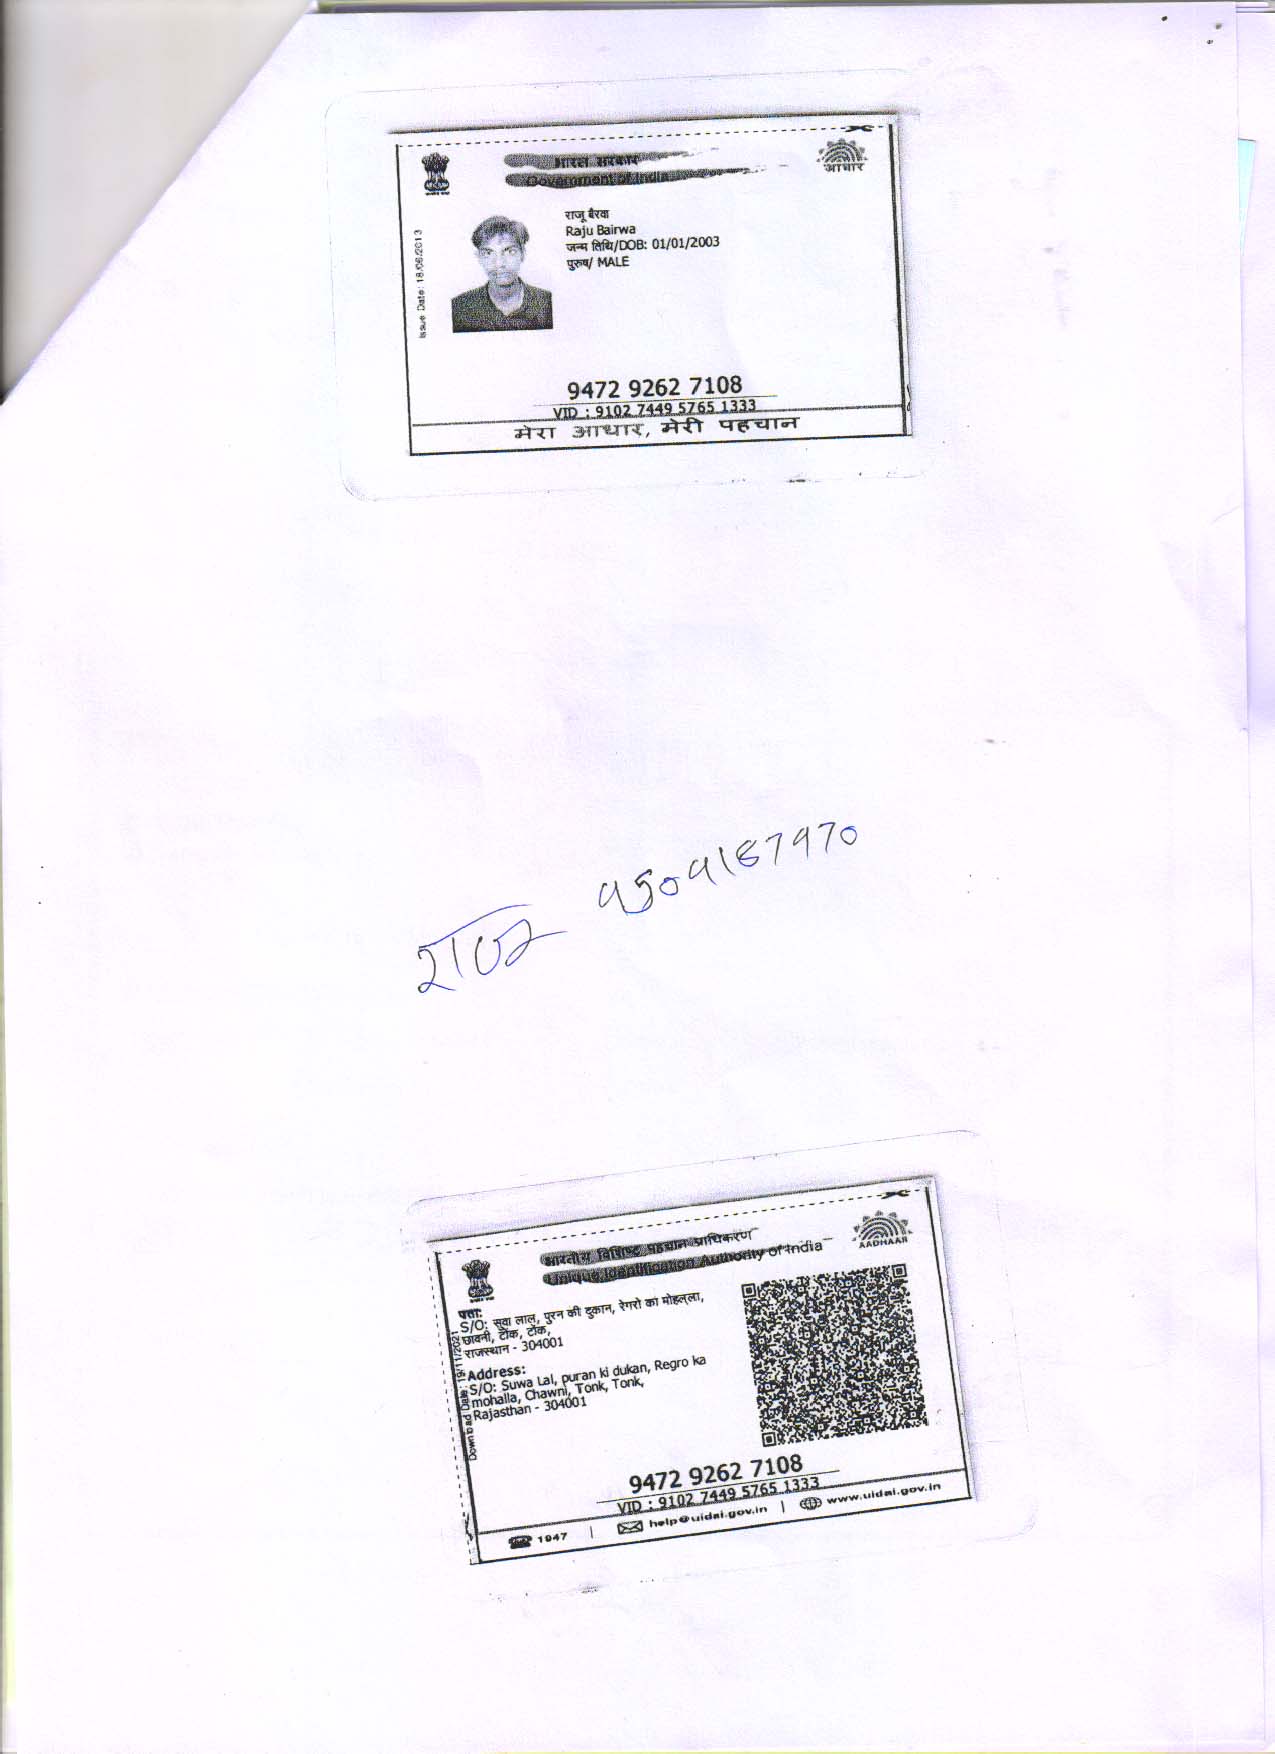 भारत सरकार
Government of India
आधार
Issue Date: 18/06/2013
राजू बैरवा
Raju Bairwa
जन्म तिथि/DOB: 01/01/2003
पुरुष/ MALE
9472 9262 7108
VID : 9102 7449 5765 1333
मेरा आधार, मेरी पहचान
राजू
भारतीय विशिष्ट पहचान प्राधिकरण
Unique Identification Authority of India
AADHAAR
Download Date: 19/11/2021
पता:
S/O: सुवा लाल, पुरन की दुकान, रेगरो का मोहल्ला,
छावनी, टोंक, टोंक,
राजस्थान - 304001
Address:
S/O: Suwa Lal, puran ki dukan, Regro ka
mohalla, Chawni, Tonk, Tonk,
Rajasthan - 304001
9472 9262 7108
VID : 9102 7449 5765 1333
1947 | help@uidai.gov.in | www.uidai.gov.in